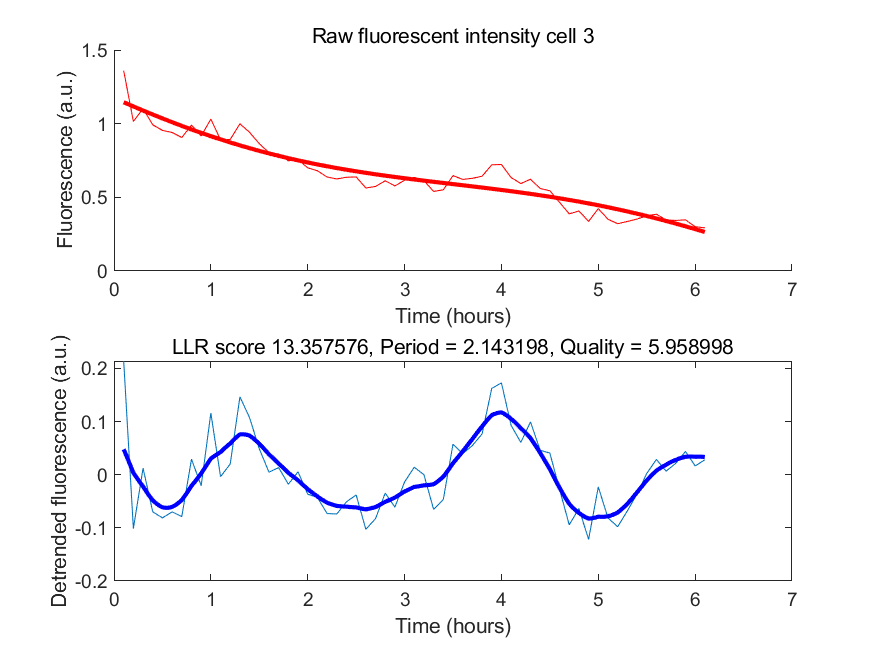 Raw fluorescent intensity cell 3
1.5
1
0.5
0
Fluorescence (a.u.)
0 1 2 3 4 5 6 7
Time (hours)
LLR score 13.357576, Period = 2.143198, Quality = 5.958998
0.2
0.1
0
-0.1
-0.2
Detrended fluorescence (a.u.)
0 1 2 3 4 5 6 7
Time (hours)